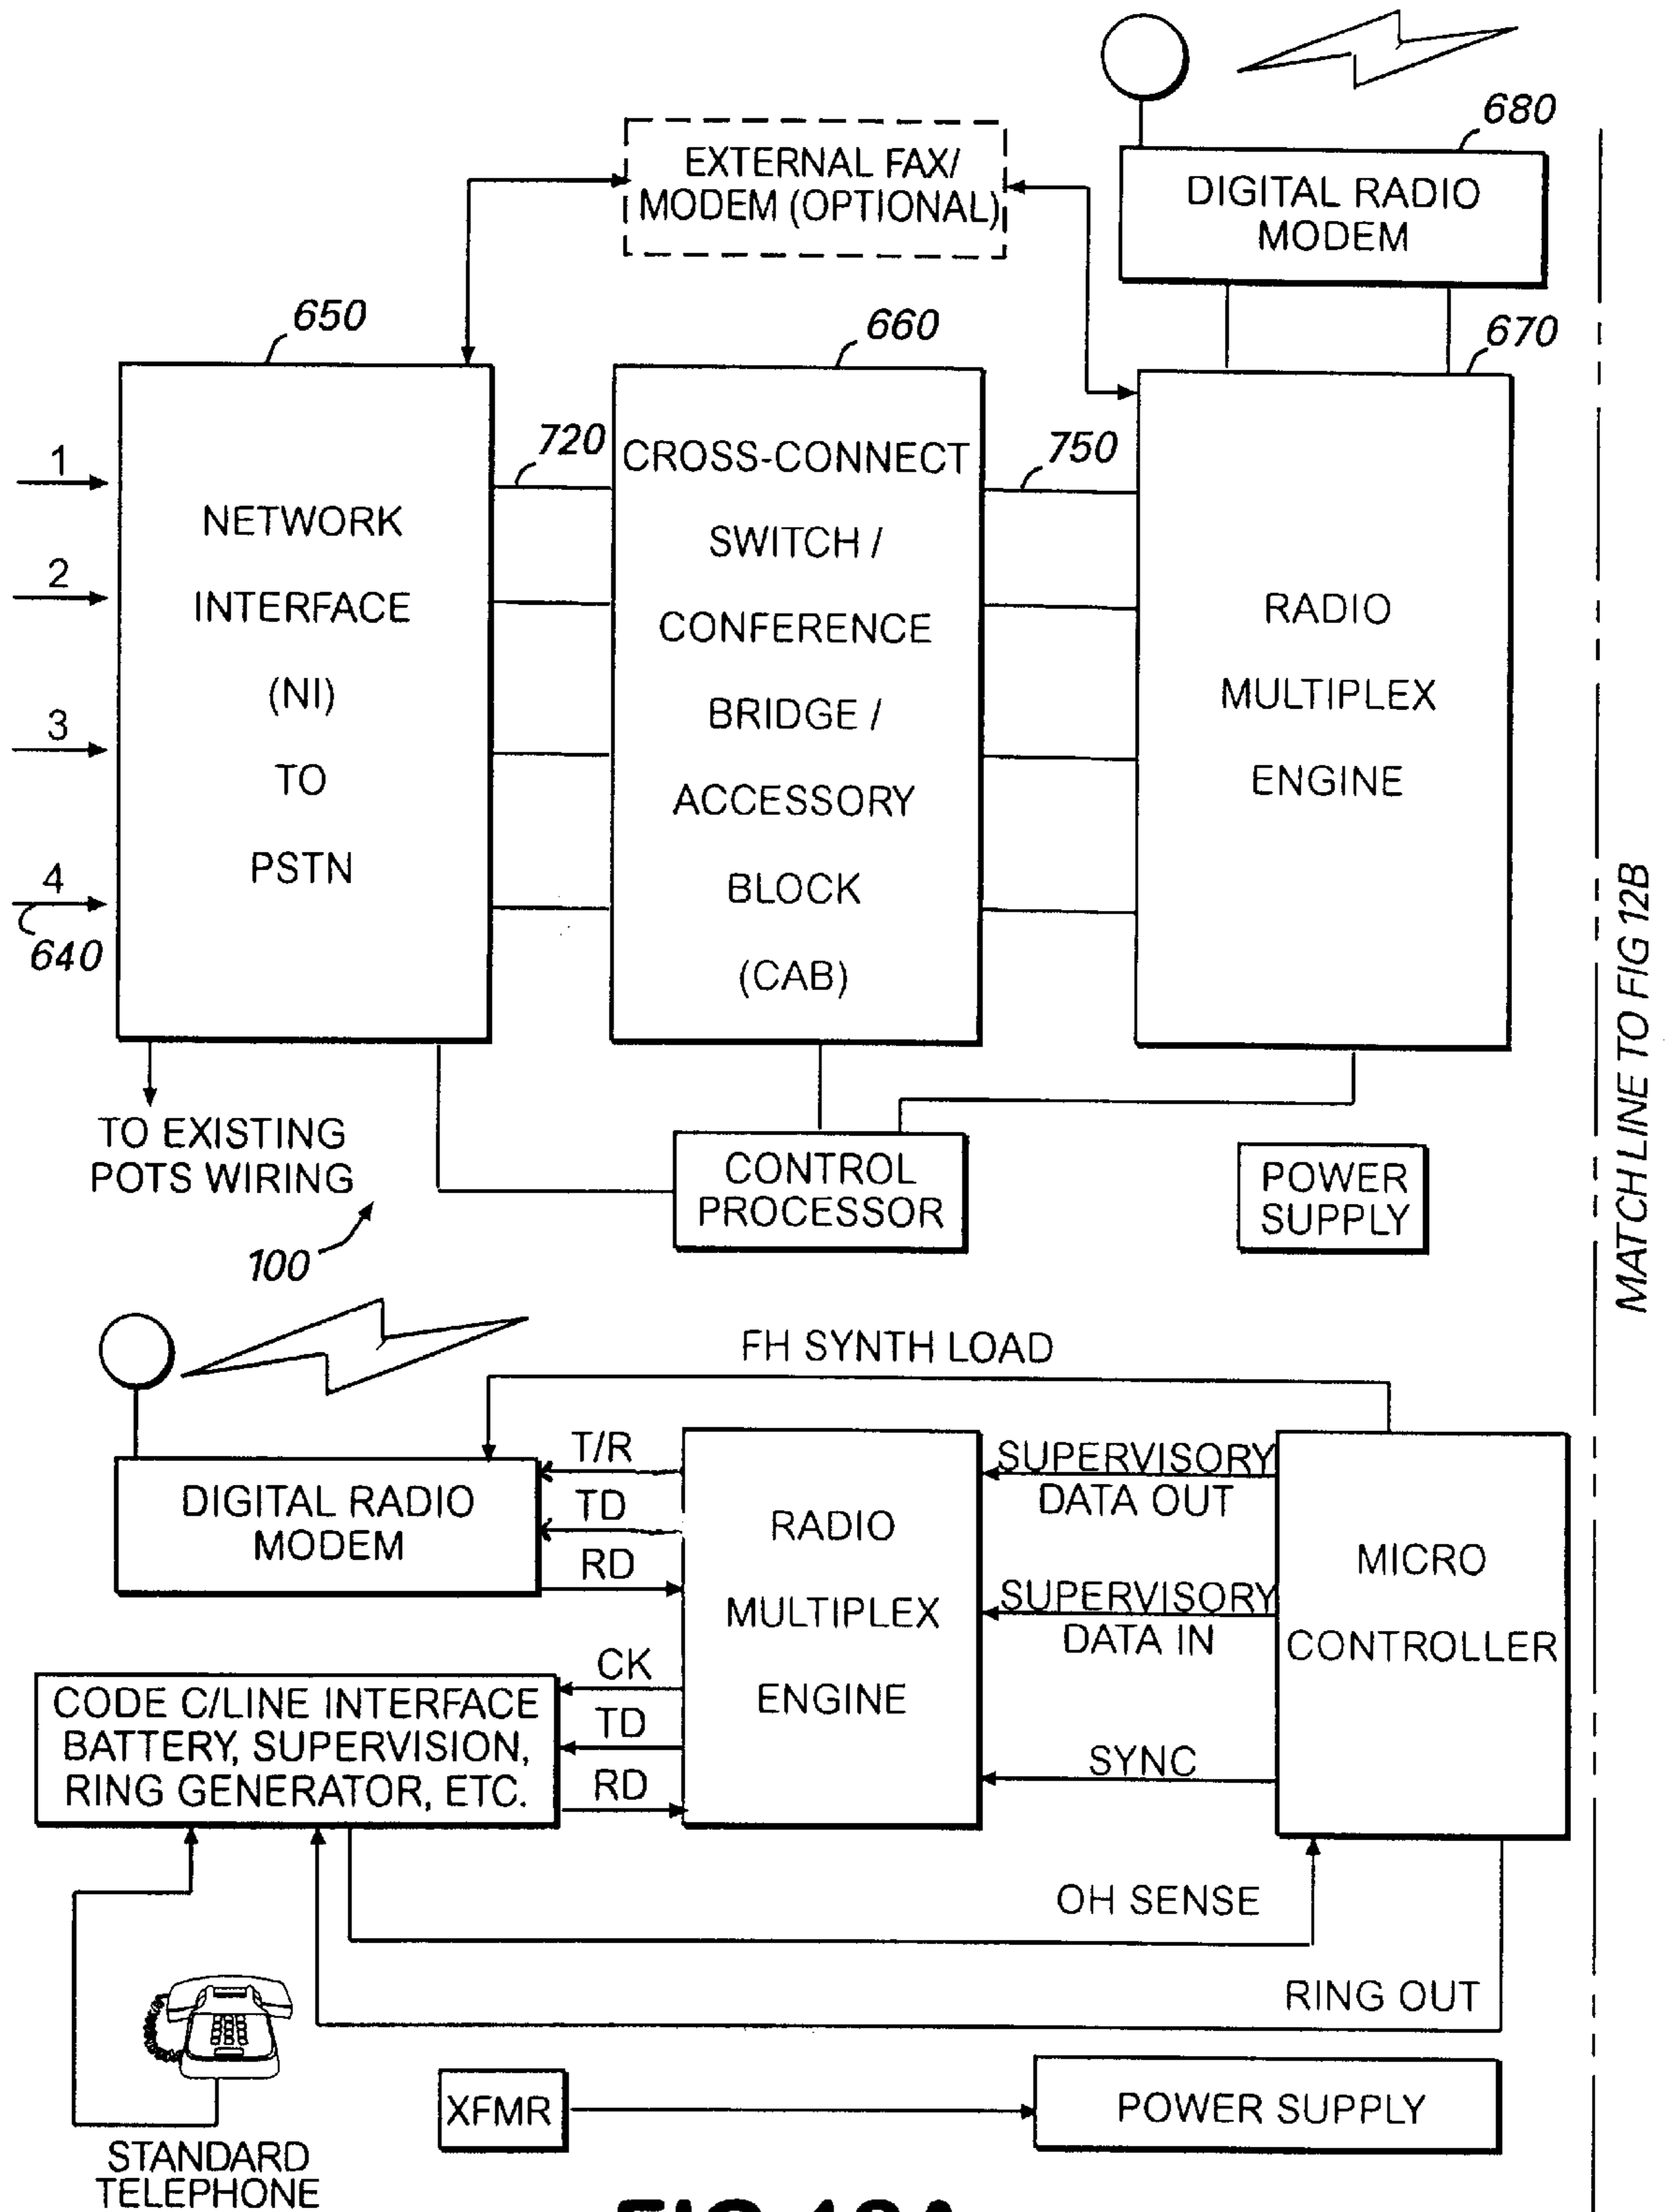 680
EXTERNAL FAX/
MODEM (OPTIONAL)
DIGITAL RADIO
MODEM
650
660
670
720
750
1
2
3
4
640
NETWORK
INTERFACE
(NI)
TO
PSTN
CROSS-CONNECT
SWITCH /
CONFERENCE
BRIDGE /
ACCESSORY
BLOCK
(CAB)
RADIO
MULTIPLEX
ENGINE
MATCHLINE TO FIG 12B
TO EXISTING
POTS WIRING
100
CONTROL
PROCESSOR
POWER
SUPPLY
FH SYNTH LOAD
DIGITAL RADIO
MODEM
T/R
TD
RD
RADIO
MULTIPLEX
ENGINE
SUPERVISORY
DATA OUT
SUPERVISORY
DATA IN
SYNC
MICRO
CONTROLLER
CODE C/LINE INTERFACE
BATTERY, SUPERVISION,
RING GENERATOR, ETC.
CK
TD
RD
OH SENSE
RING OUT
STANDARD
TELEPHONE
XFMR
POWER SUPPLY
FIG 12A